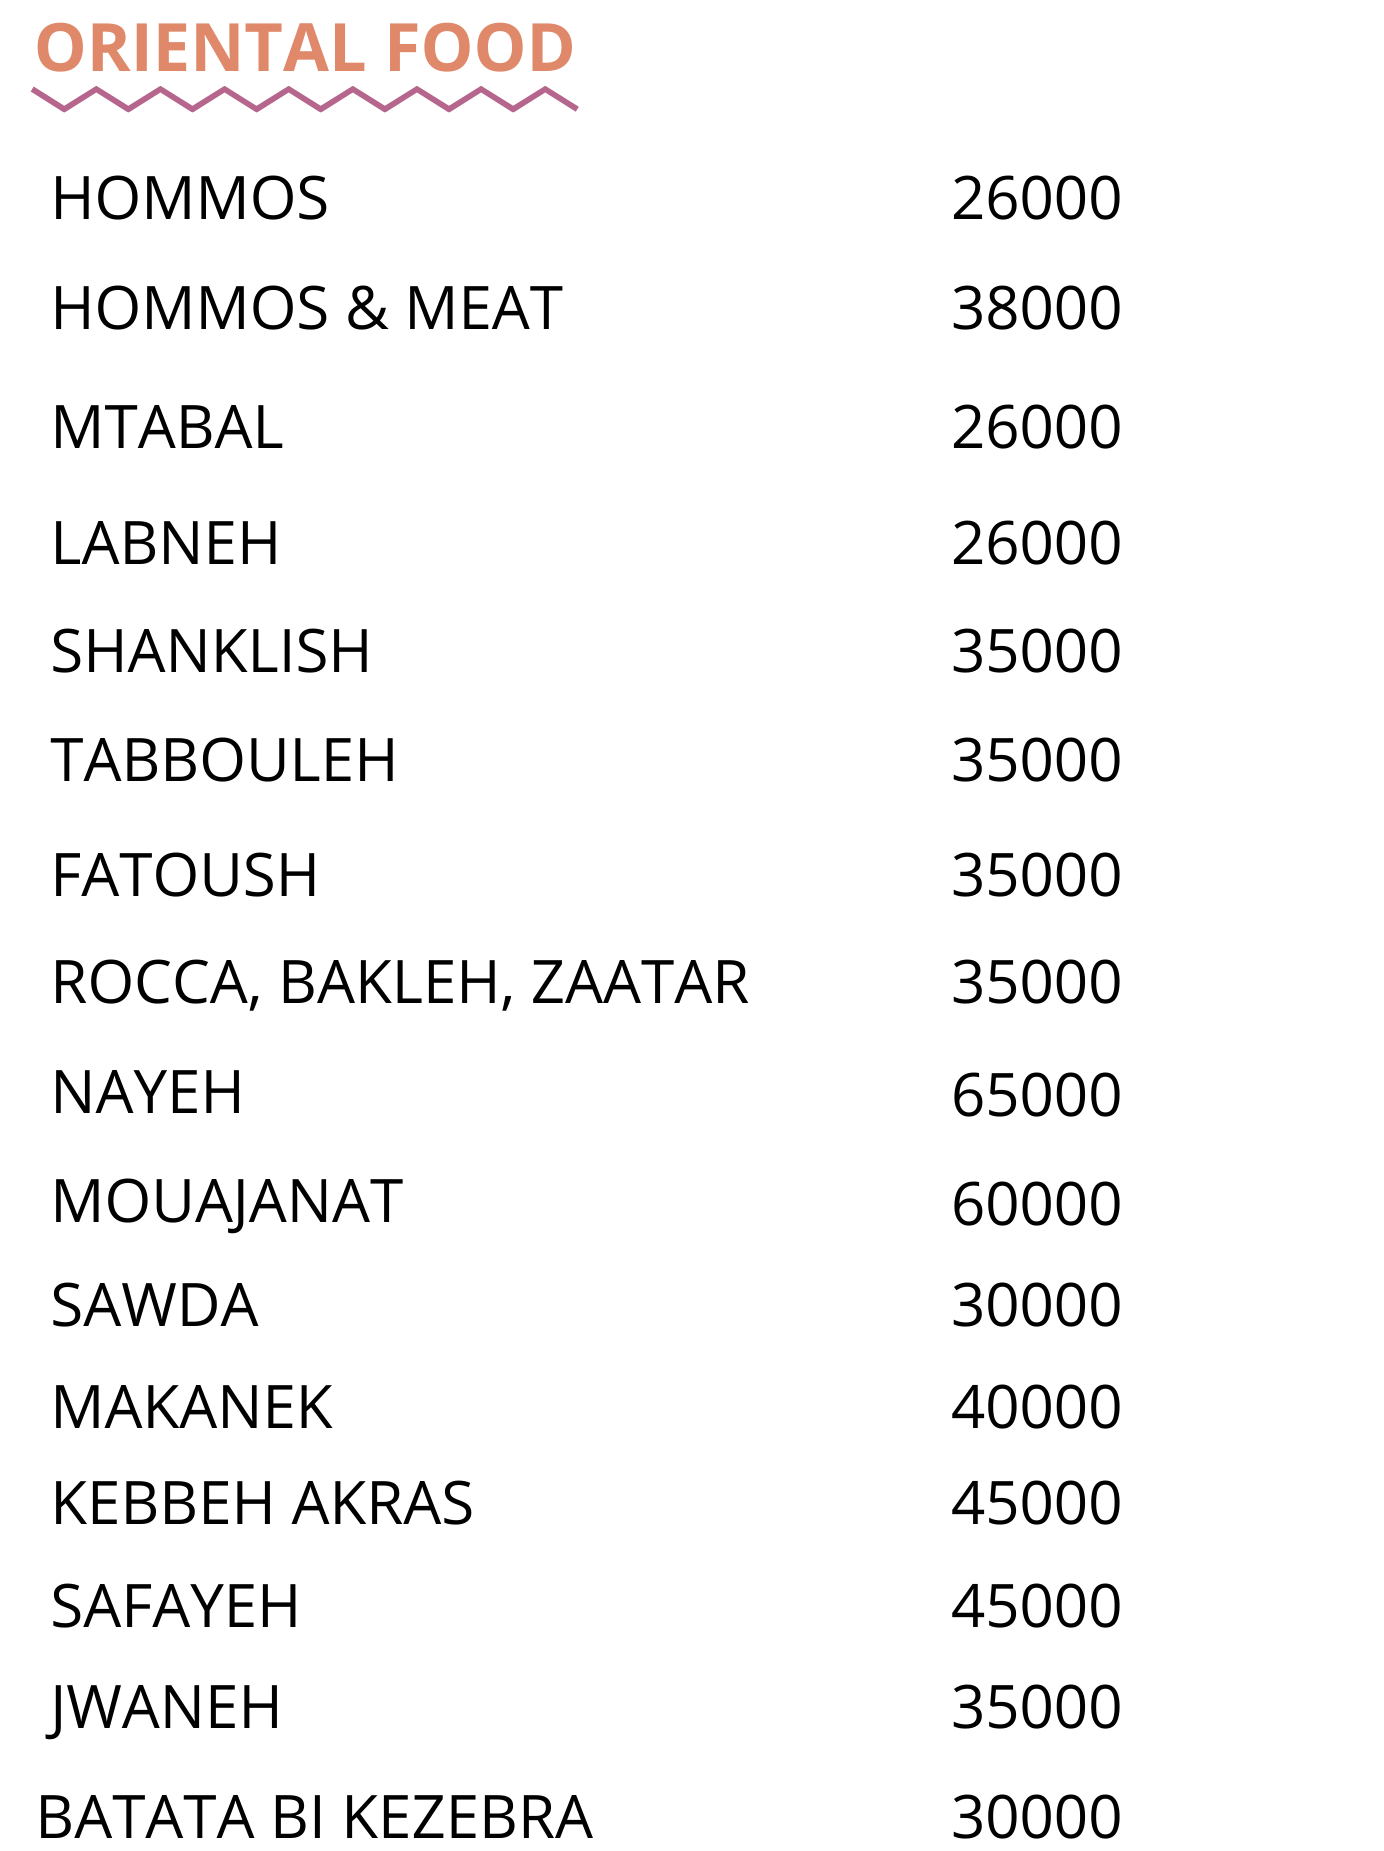 ORIENTAL FOOD
HOMMOS 26000
HOMMOS & MEAT 38000
MTABAL 26000
LABNEH 26000
SHANKLISH 35000
TABBOULEH 35000
FATOUSH 35000
ROCCA, BAKLEH, ZAATAR 35000
NAYEH 65000
MOUAJANAT 60000
SAWDA 30000
MAKANEK 40000
KEBBEH AKRAS 45000
SAFAYEH 45000
JWANEH 35000
BATATA BI KEZEBRA 30000